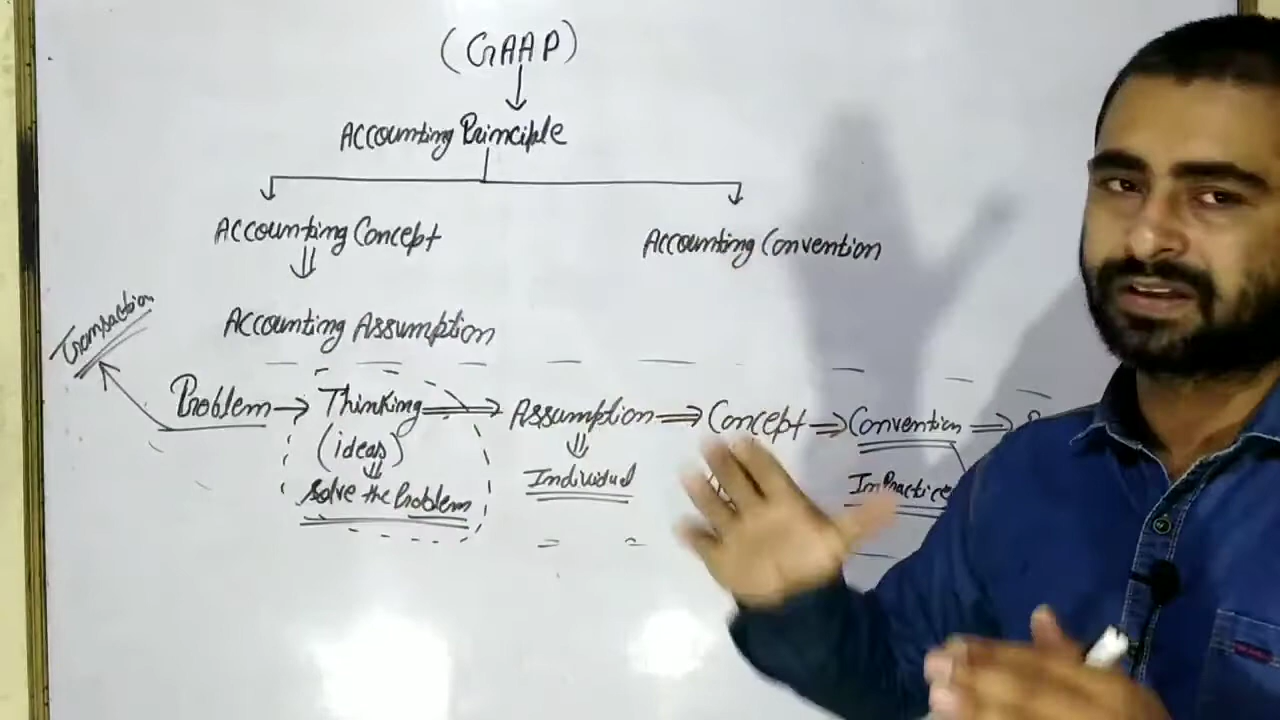 (GAAP)
Accounting Principle
Accounting Concept
Accounting Convention
Transaction
Accounting Assumption
Problem → Thinking ⇒ Assumption ⇒ Concept ⇒ Convention ⇒
(ideas)
Individual
In Practice
Solve the Problem